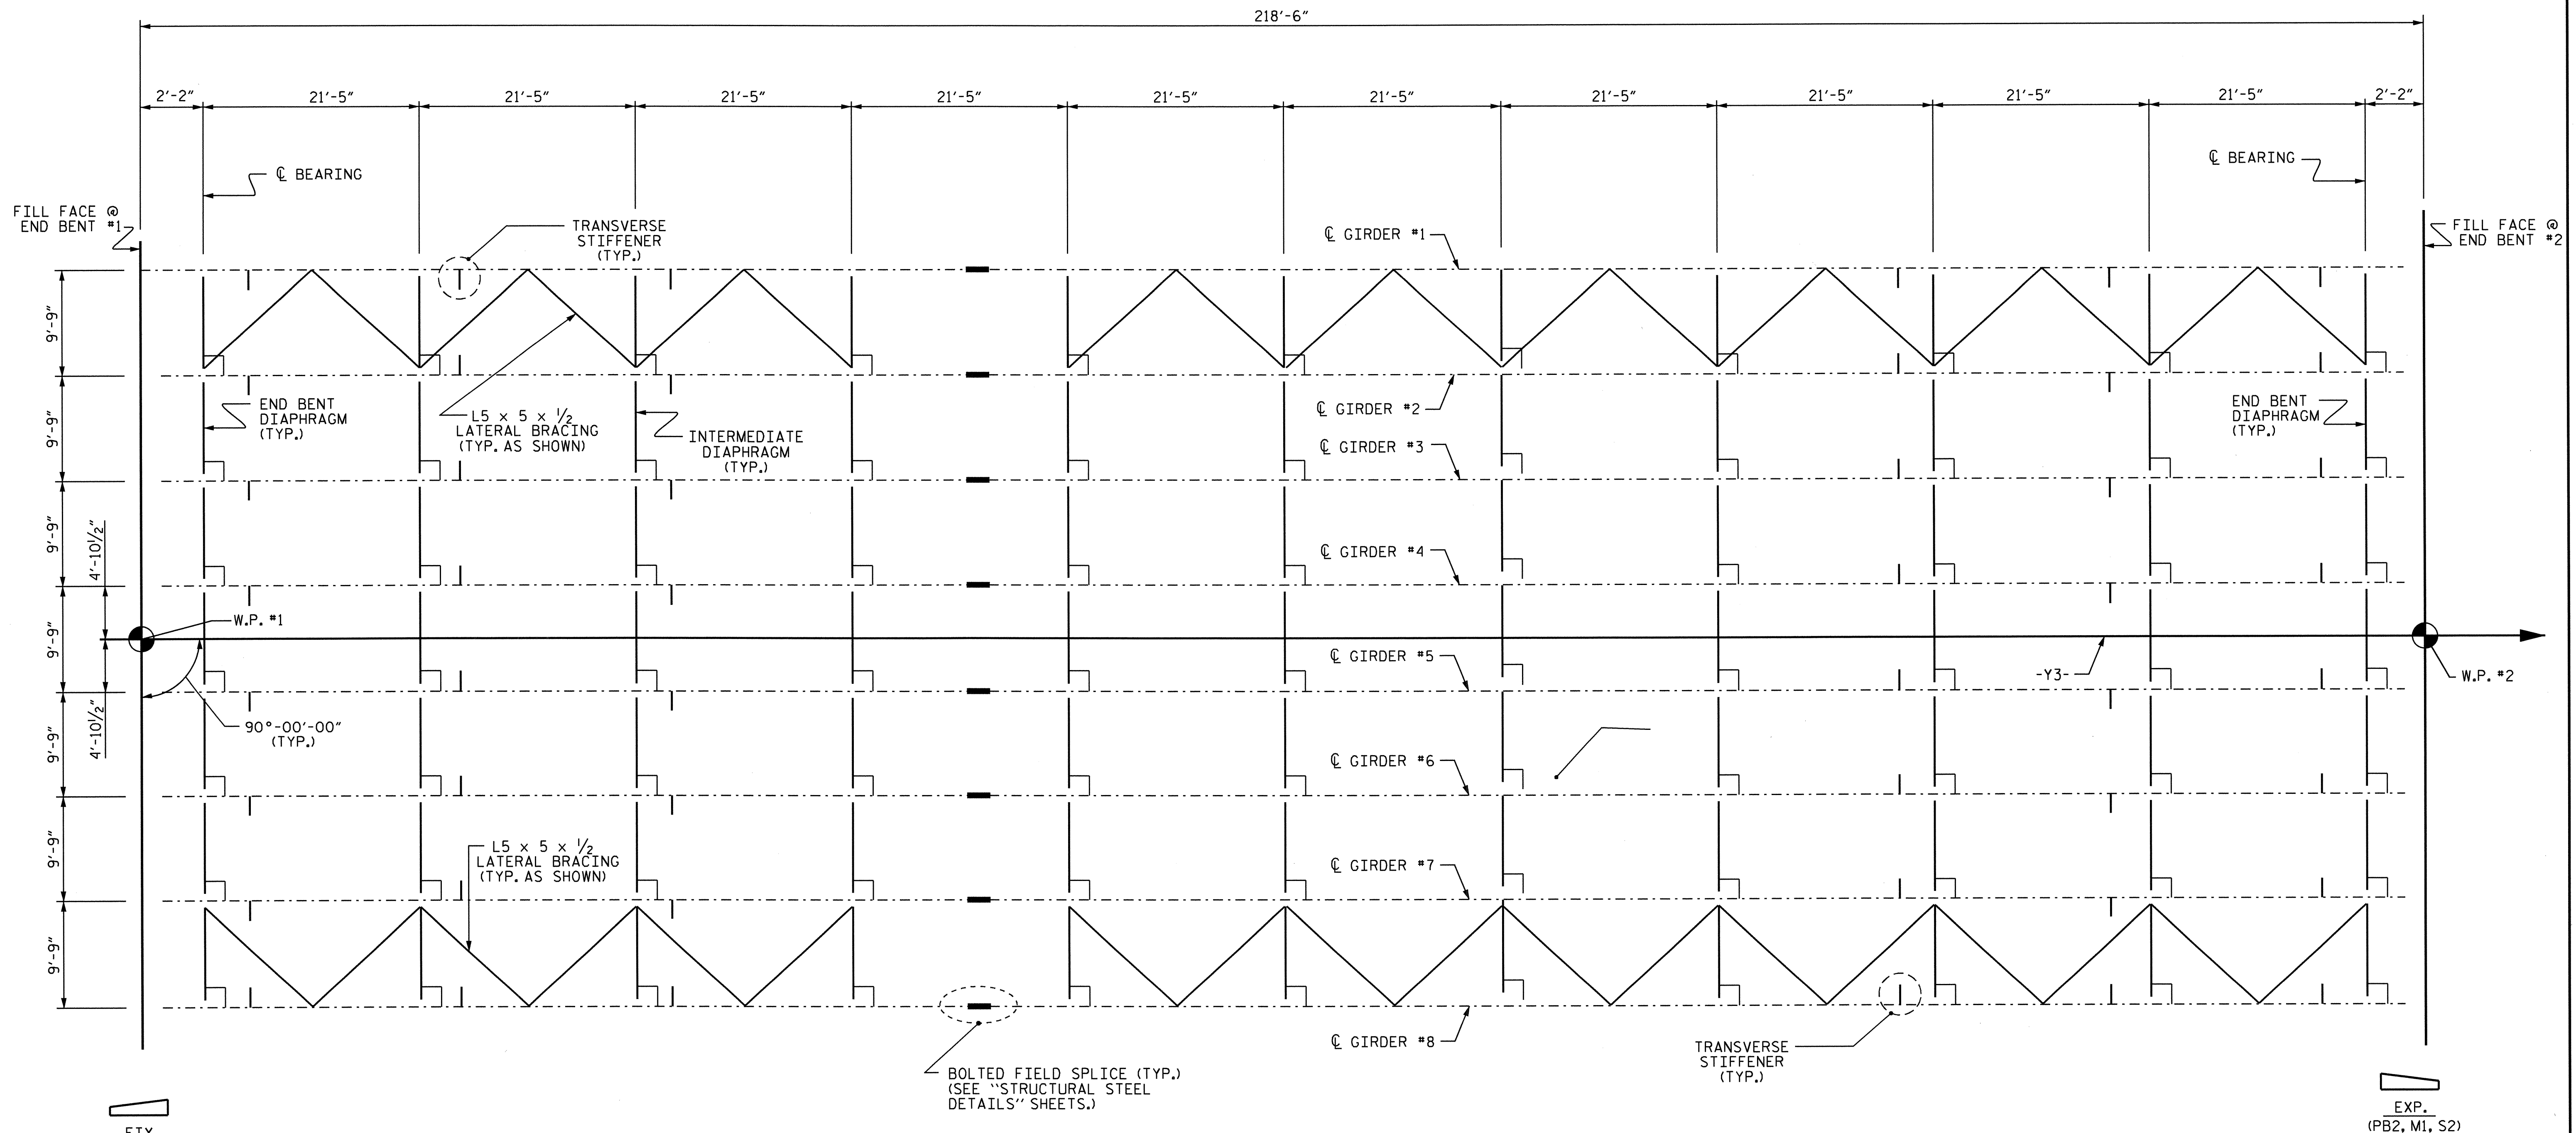 218'-6"
2'-2"
21'-5"
21'-5"
21'-5"
21'-5"
21'-5"
21'-5"
21'-5"
21'-5"
21'-5"
21'-5"
2'-2"
℄ BEARING
℄ BEARING
FILL FACE @
END BENT #1
TRANSVERSE
STIFFENER
(TYP.)
℄ GIRDER #1
FILL FACE @
END BENT #2
9'-9"
END BENT
DIAPHRAGM
(TYP.)
L5 x 5 x 1/2
LATERAL BRACING
(TYP. AS SHOWN)
INTERMEDIATE
DIAPHRAGM
(TYP.)
℄ GIRDER #2
END BENT
DIAPHRAGM
(TYP.)
9'-9"
℄ GIRDER #3
9'-9"
4'-10 1/2"
℄ GIRDER #4
W.P. #1
9'-9"
℄ GIRDER #5
-Y3-
W.P. #2
4'-10 1/2"
90°-00'-00"
(TYP.)
9'-9"
℄ GIRDER #6
9'-9"
L5 x 5 x 1/2
LATERAL BRACING
(TYP. AS SHOWN)
℄ GIRDER #7
9'-9"
℄ GIRDER #8
BOLTED FIELD SPLICE (TYP.)
(SEE "STRUCTURAL STEEL
DETAILS" SHEETS.)
TRANSVERSE
STIFFENER
(TYP.)
FIX.
EXP.
(PB2, M1, S2)